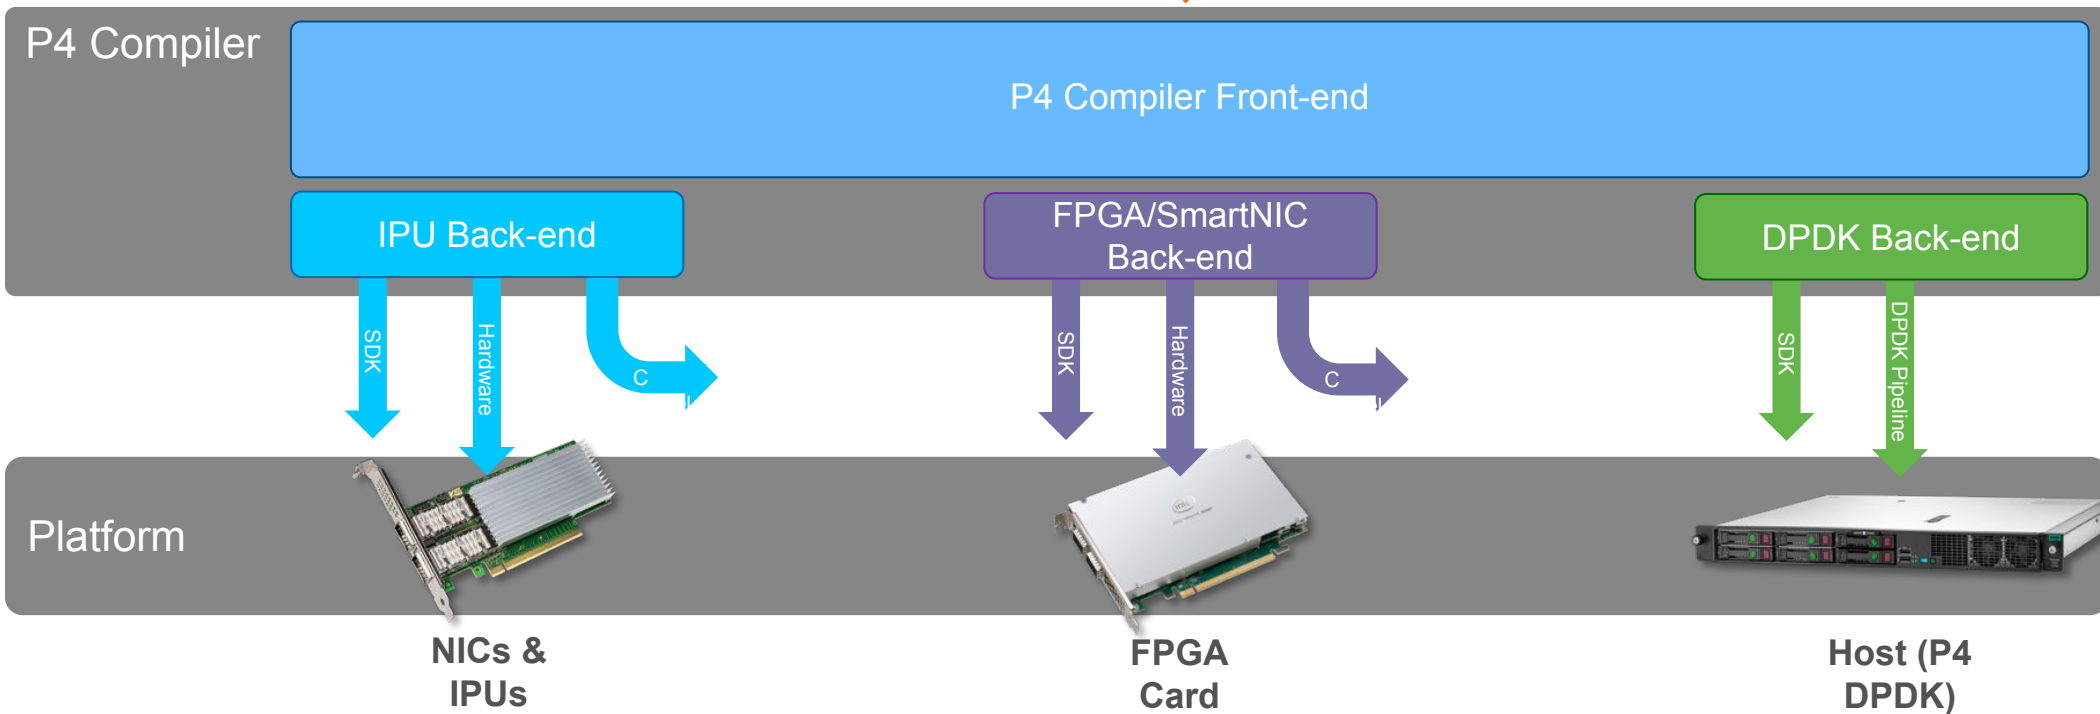 P4 Compiler
P4 Compiler Front-end
IPU Back-end
FPGA/SmartNIC
Back-end
DPDK Back-end
SDK
Hardware
C
SDK
Hardware
C
SDK
DPDK Pipeline
Platform
NICs &
IPUs
FPGA
Card
Host (P4
DPDK)